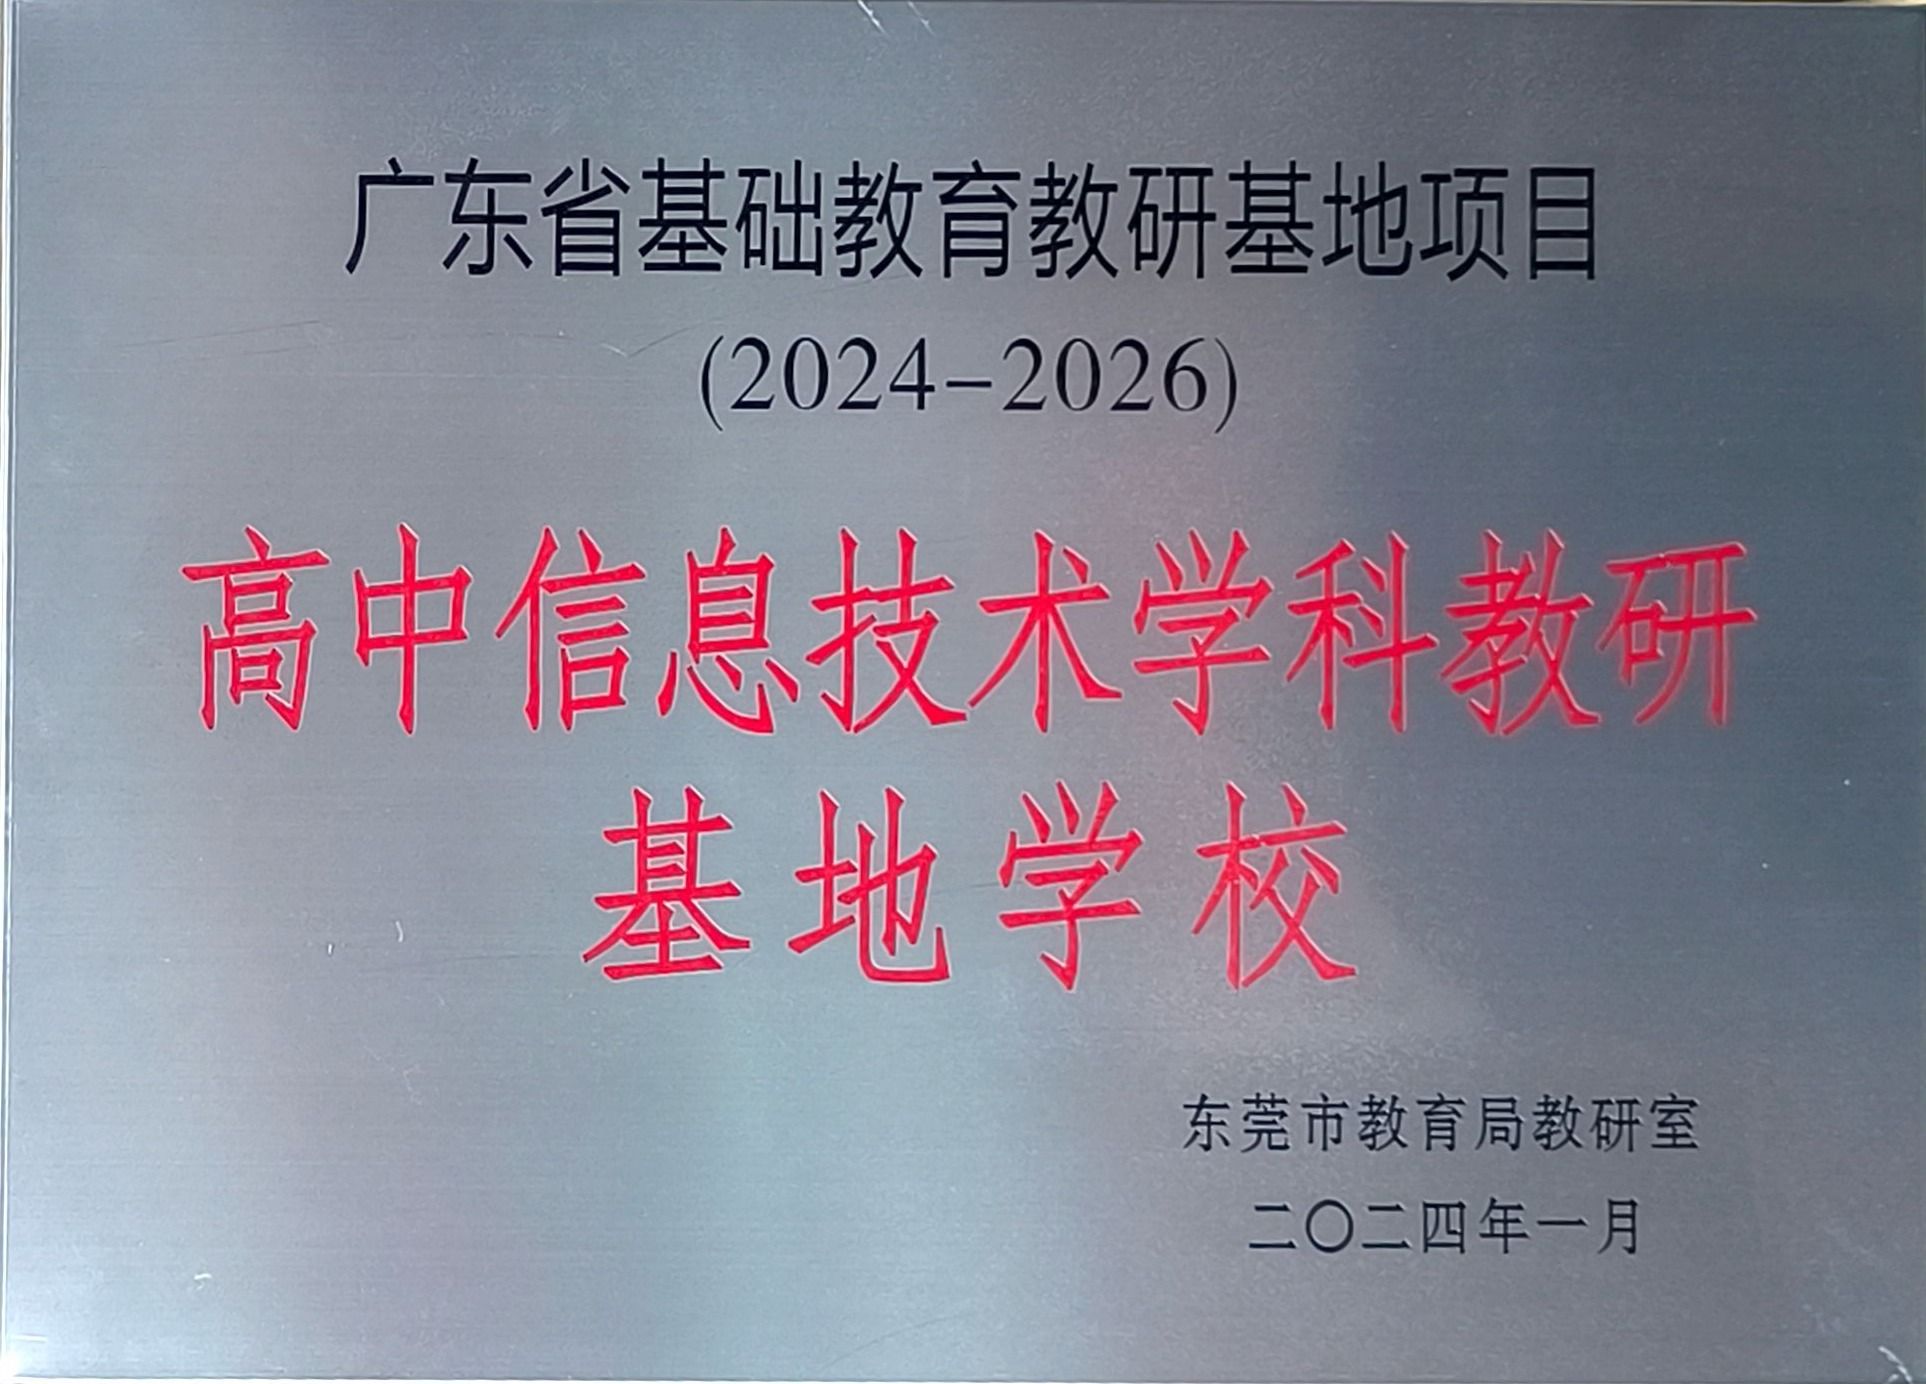 广东省基础教育教研基地项目
(2024-2026)
高中信息技术学科教研
基地学校
东莞市教育局教研室
二〇二四年一月